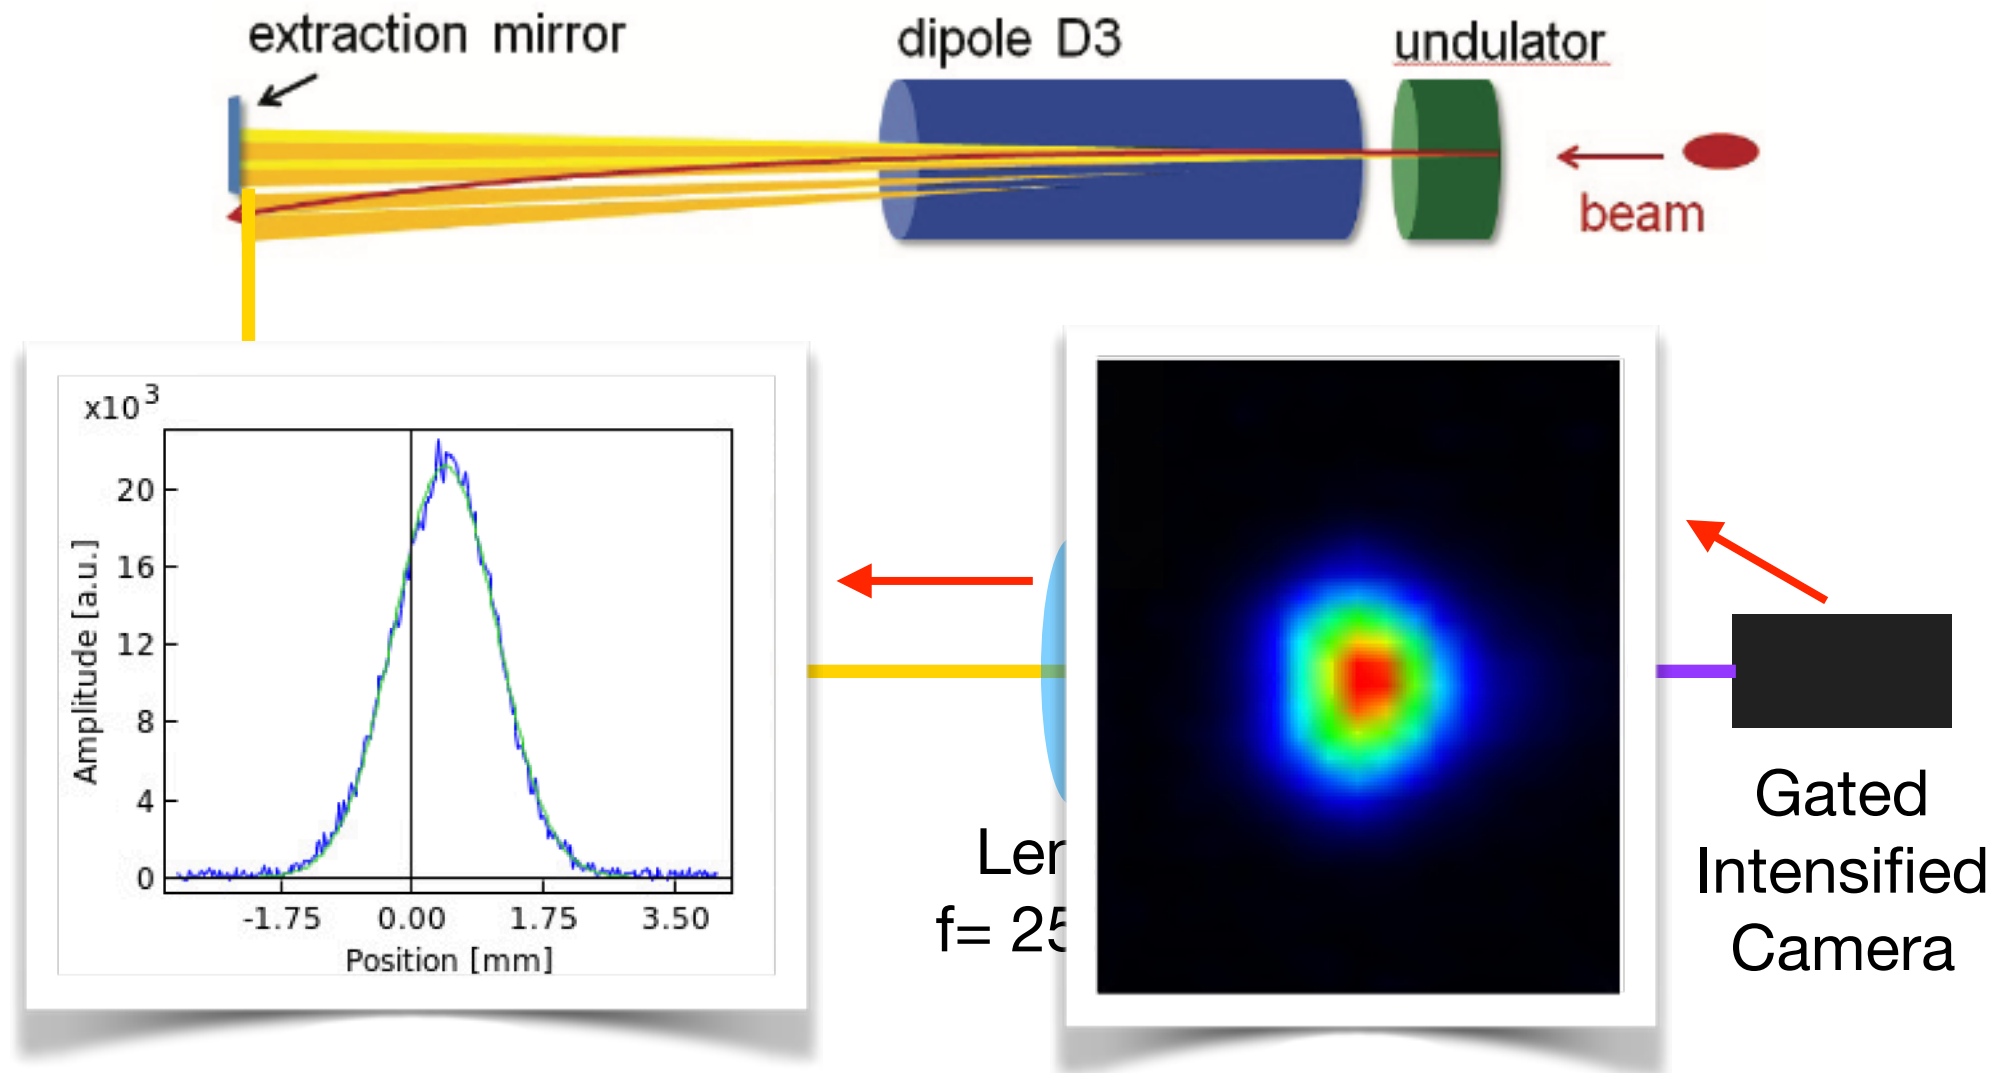 extraction mirror
dipole D3
undulator
beam
x10³
20
16
12
8
4
0
Amplitude [a.u.]
-1.75 0.00 1.75 3.50
Position [mm]
f= 25
Gated
Intensified
Camera